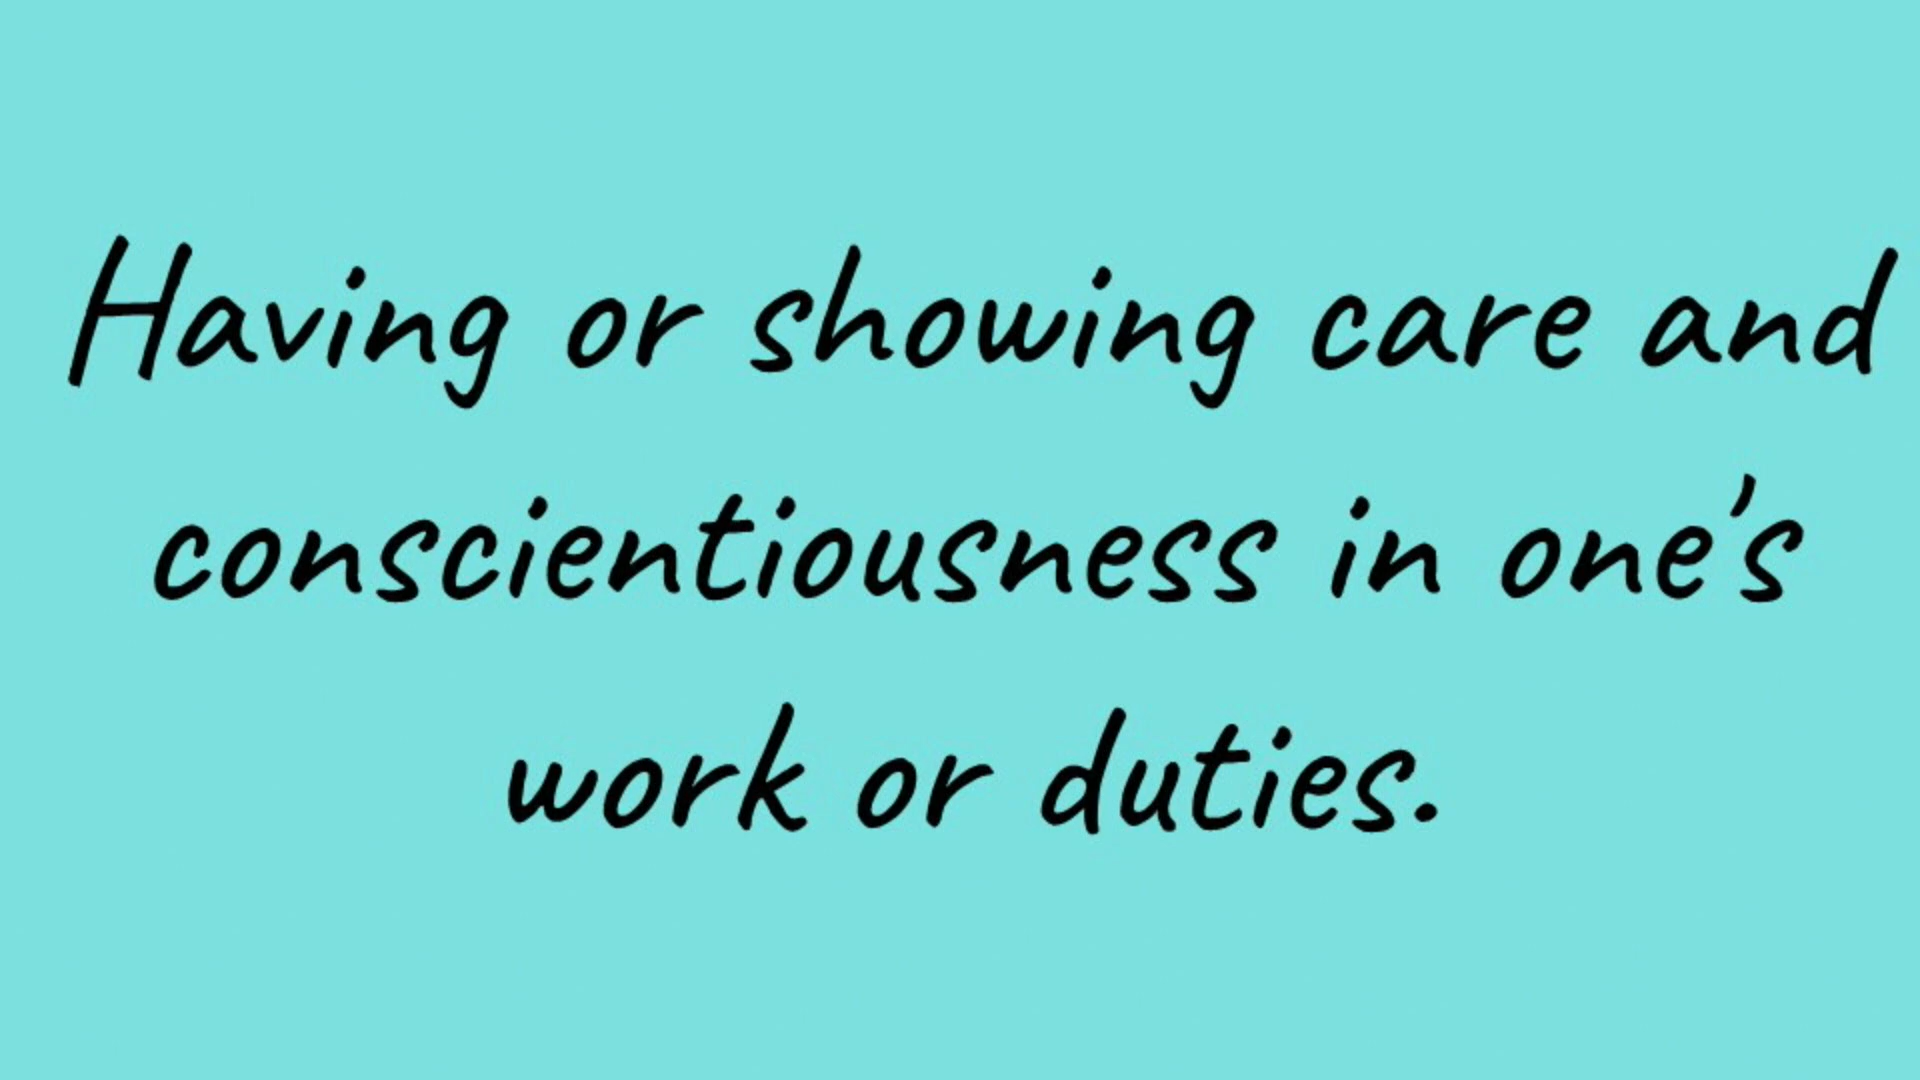 Having or showing care and
conscientiousness in one's
work or duties.